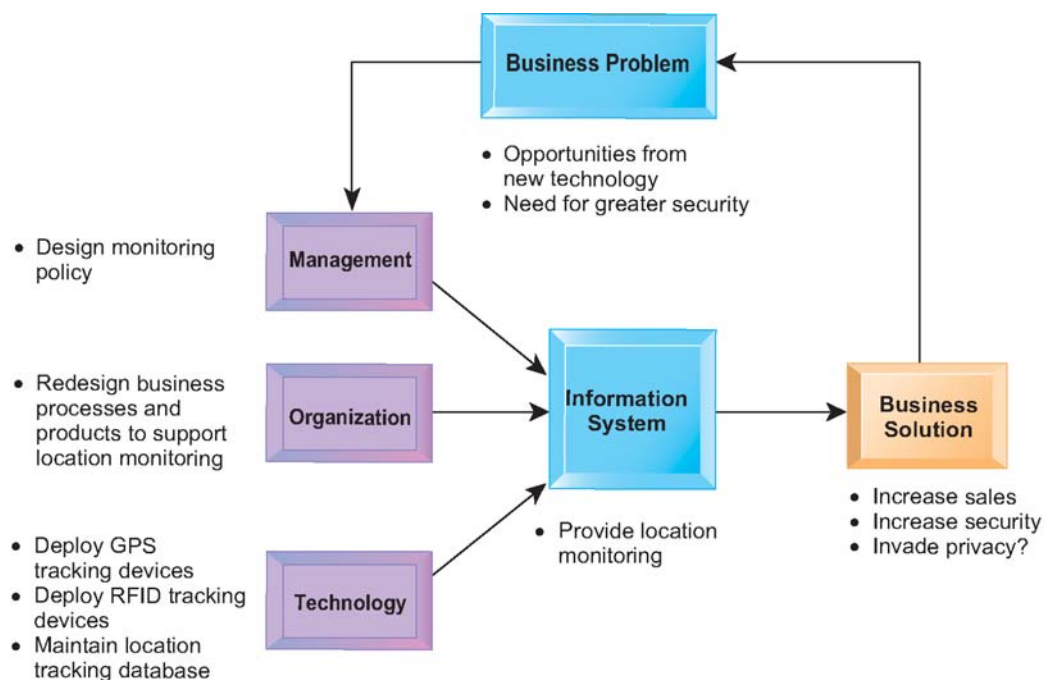 Business Problem
• Opportunities from
new technology
• Need for greater security
• Design monitoring
policy
Management
• Redesign business
processes and
products to support
location monitoring
Organization
Information
System
Business
Solution
• Provide location
monitoring
• Increase sales
• Increase security
• Invade privacy?
• Deploy GPS
tracking devices
• Deploy RFID tracking
devices
• Maintain location
tracking database
Technology